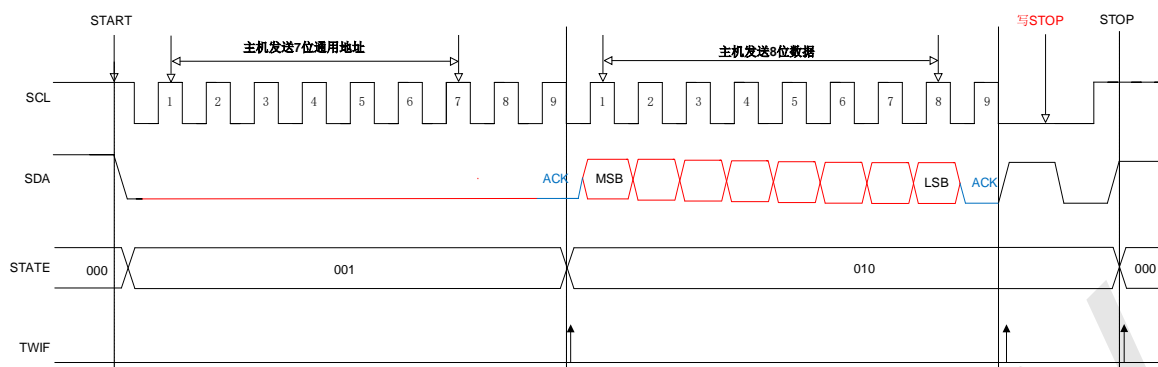 START
写STOP
STOP
主机发送7位通用地址
主机发送8位数据
SCL
1 2 3 4 5 6 7 8 9 1 2 3 4 5 6 7 8 9
SDA
ACK MSB LSB ACK
STATE
000 001 010 000
TWIF